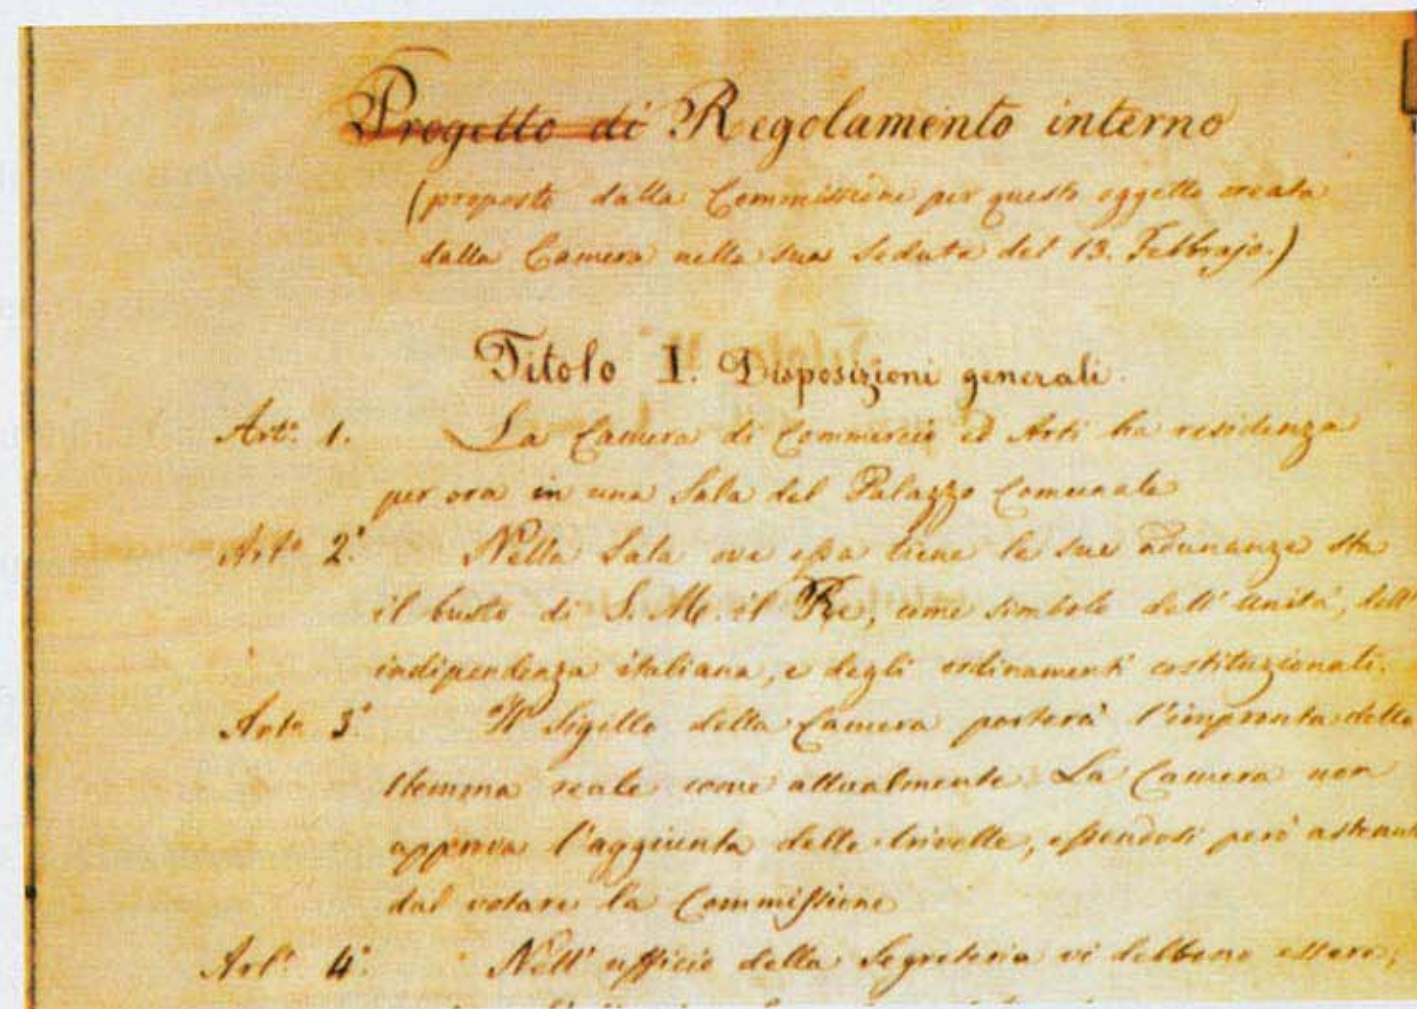 Progetto di Regolamento interno
(proposto dalla Commissione per questo oggetto creata
dalla Camera nella sua Seduta del 13. Febbrajo.)
Titolo I. Disposizioni generali.
Art.° 1. La Camera di Commercio ed Arti ha residenza
per ora in una Sala del Palazzo Comunale
Art.° 2.° Nella Sala ove essa tiene le sue adunanze sta
il busto di S. M. il Re, come simbolo dell' unità, dell'
indipendenza italiana, e degli ordinamenti costituzionali.
Art.° 3.° Il Sigillo della Camera porterà l'impronta dello
stemma reale come attualmente. La Camera non
approva l'aggiunta delle trivelle, essendosi però
dal votare la Commissione
Art.° 4.° Nell' ufficio della Segreteria vi debbono essere;